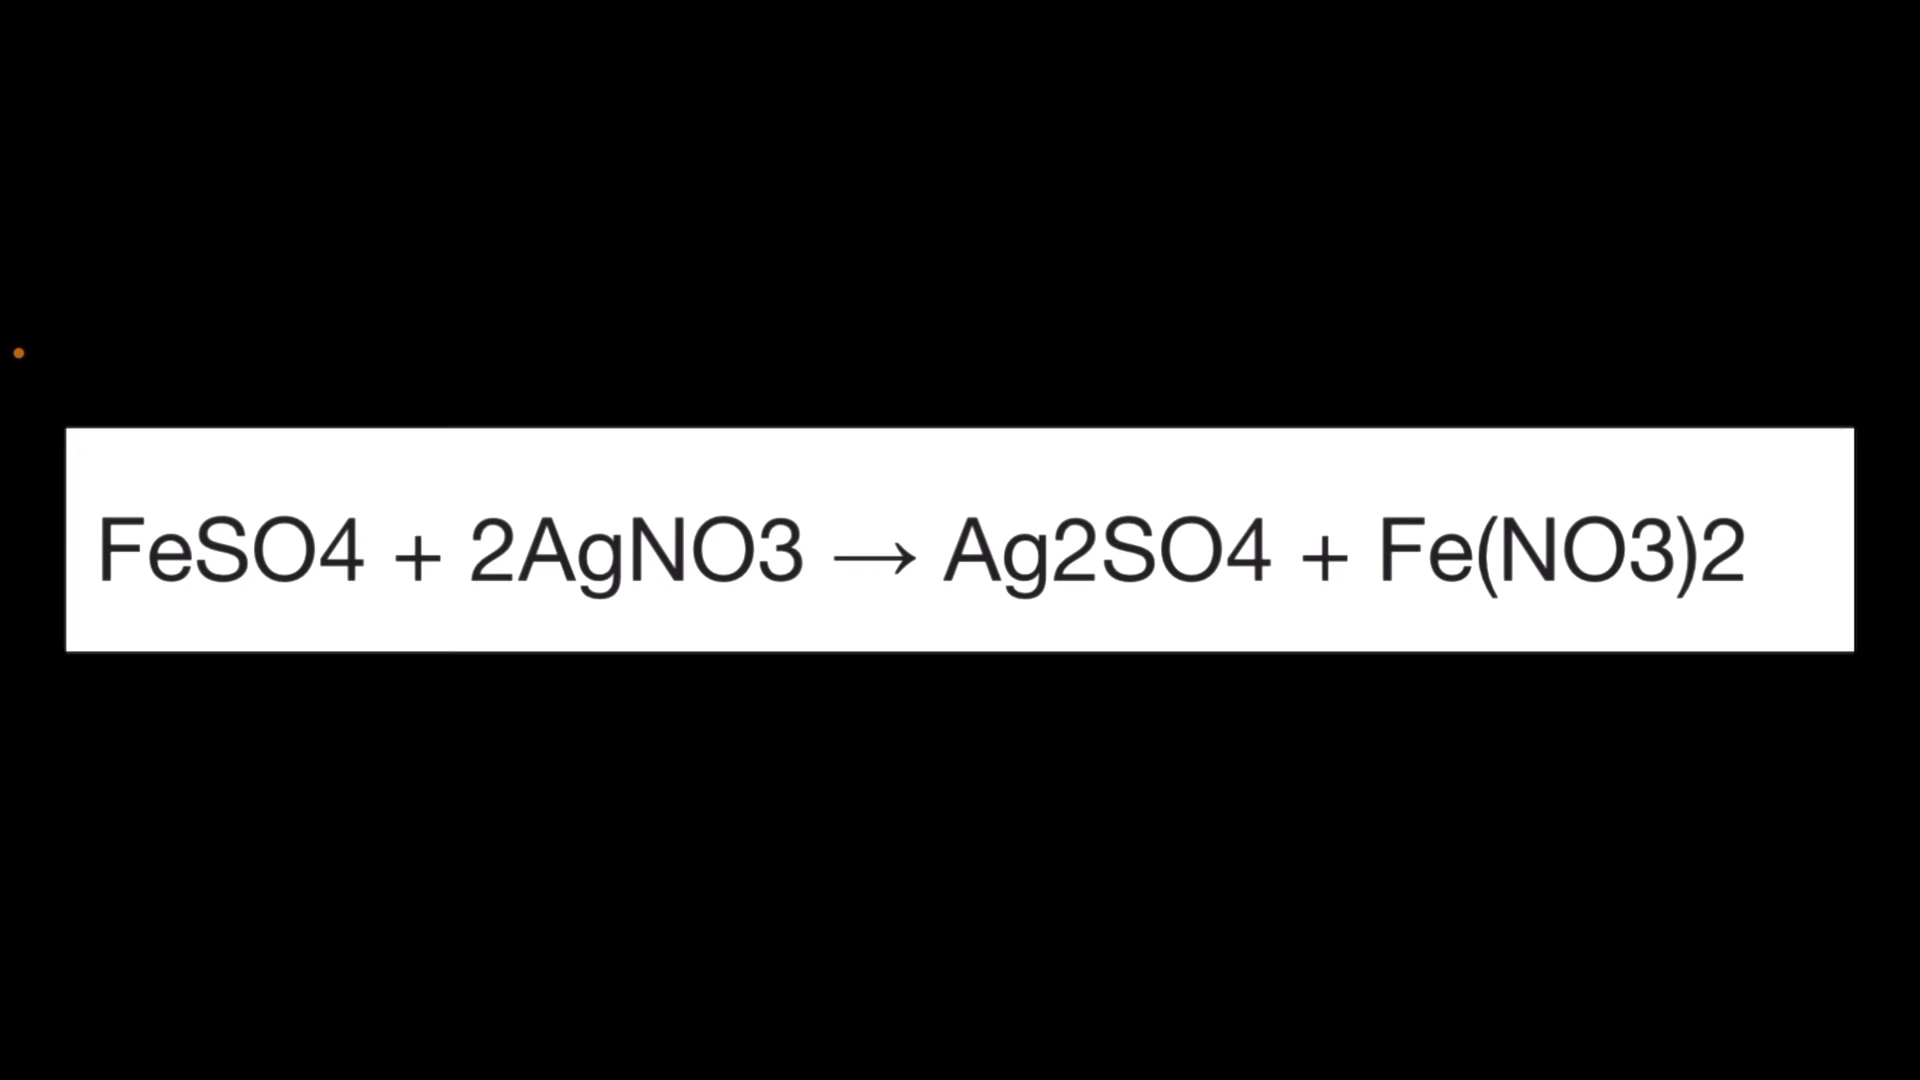 FeSO4 + 2AgNO3 → Ag2SO4 + Fe(NO3)2